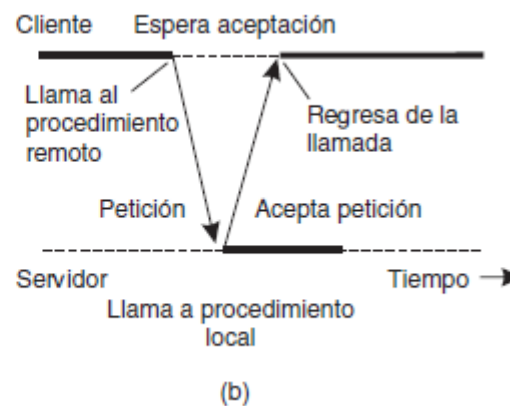 Cliente
Espera aceptación
Llama al
procedimiento
remoto
Regresa de la
llamada
Petición
Acepta petición
Servidor
Tiempo
Llama a procedimiento
local
(b)